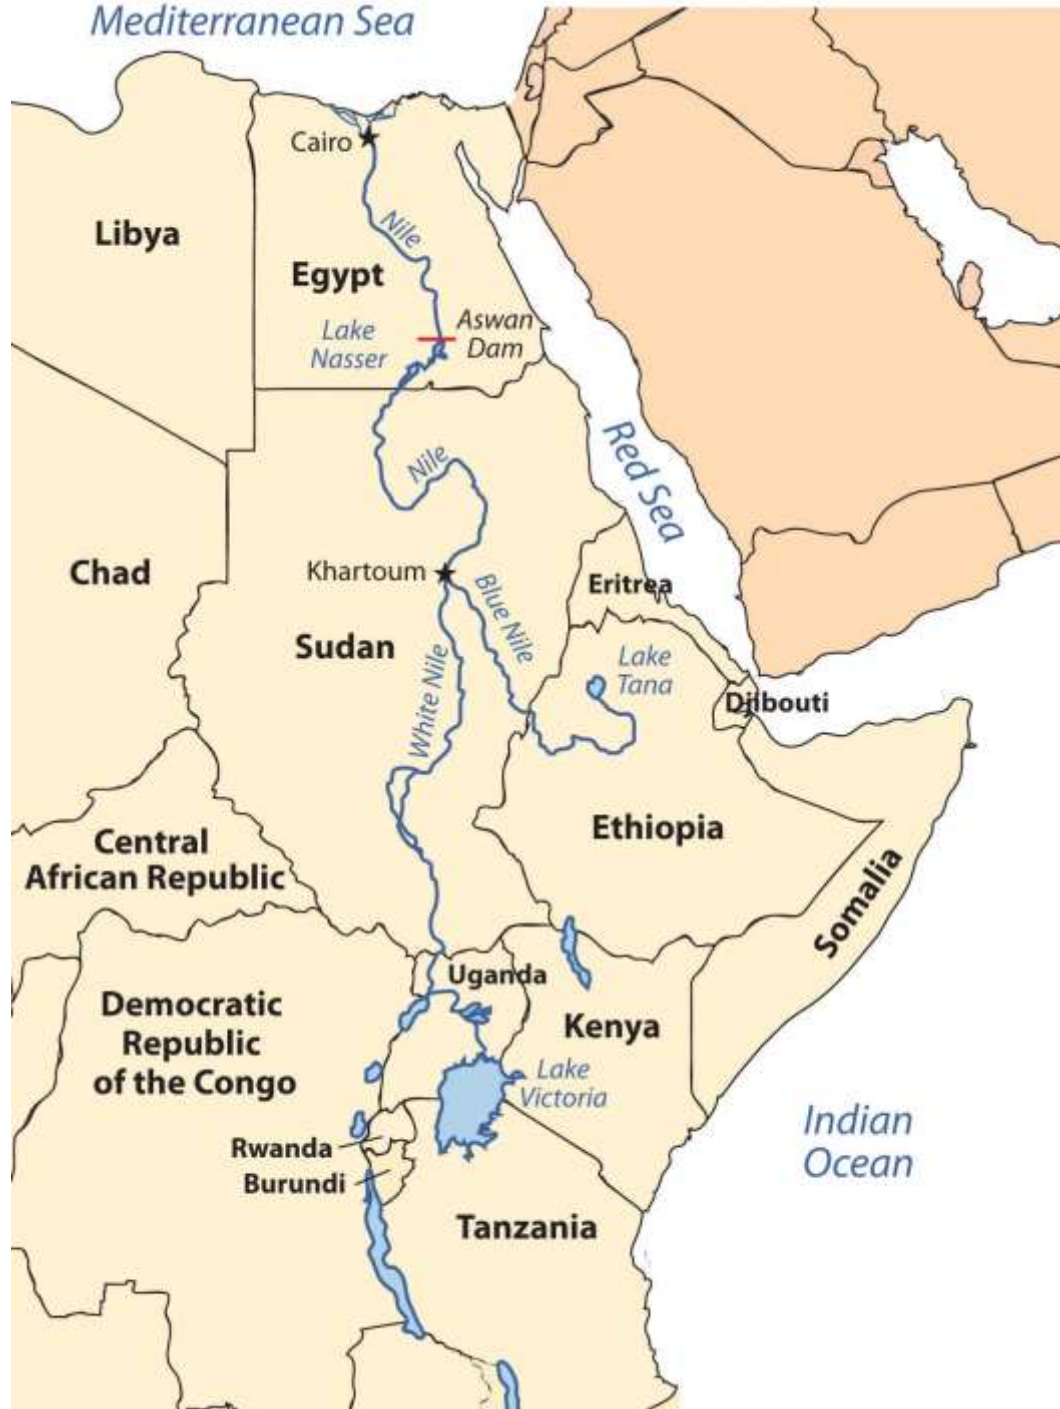 Mediterranean Sea
Cairo
Nile
Libya
Egypt
Aswan
Dam
Lake
Nasser
Red Sea
Nile
Khartoum
Chad
Blue Nile
Eritrea
Sudan
White Nile
Lake
Tana
Djibouti
Ethiopia
Central
African Republic
Somalia
Uganda
Democratic
Republic
of the Congo
Kenya
Lake
Victoria
Indian
Ocean
Rwanda
Burundi
Tanzania